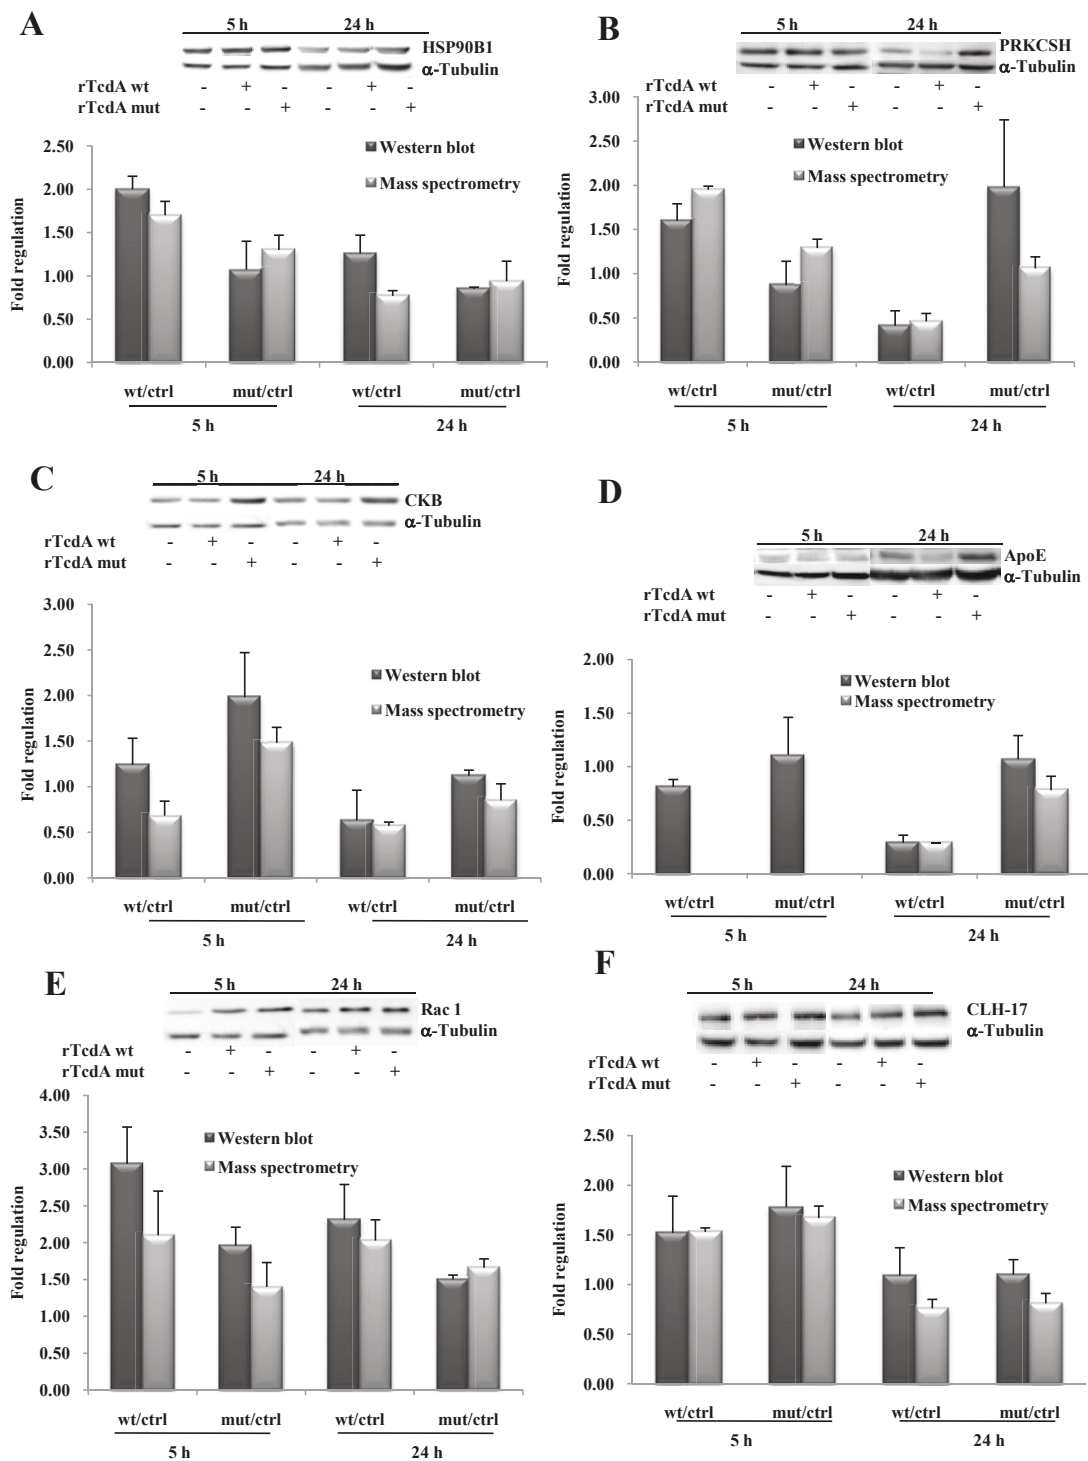 A
5 h 24 h
HSP90B1
α-Tubulin
rTcdA wt - + - - + -
rTcdA mut - - + - - +
2.50
2.00
1.50
1.00
0.50
0.00
Fold regulation
Western blot
Mass spectrometry
wt/ctrl mut/ctrl wt/ctrl mut/ctrl
5 h 24 h
B
5 h 24 h
PRKCSH
α-Tubulin
rTcdA wt - + - - + -
rTcdA mut - - + - - +
3.00
2.50
2.00
1.50
1.00
0.50
0.00
Fold regulation
Western blot
Mass spectrometry
wt/ctrl mut/ctrl wt/ctrl mut/ctrl
5 h 24 h
C
5 h 24 h
CKB
α-Tubulin
rTcdA wt - + - - + -
rTcdA mut - - + - - +
3.00
2.50
2.00
1.50
1.00
0.50
0.00
Fold regulation
Western blot
Mass spectrometry
wt/ctrl mut/ctrl wt/ctrl mut/ctrl
5 h 24 h
D
5 h 24 h
ApoE
α-Tubulin
rTcdA wt - + - - + -
rTcdA mut - - + - - +
2.00
1.50
1.00
0.50
0.00
Fold regulation
Western blot
Mass spectrometry
wt/ctrl mut/ctrl wt/ctrl mut/ctrl
5 h 24 h
E
5 h 24 h
Rac 1
α-Tubulin
rTcdA wt - + - - + -
rTcdA mut - - + - - +
4.00
3.50
3.00
2.50
2.00
1.50
1.00
0.50
0.00
Fold regulation
Western blot
Mass spectrometry
wt/ctrl mut/ctrl wt/ctrl mut/ctrl
5 h 24 h
F
5 h 24 h
CLH-17
α-Tubulin
rTcdA wt - + - - + -
rTcdA mut - - + - - +
2.50
2.00
1.50
1.00
0.50
0.00
Fold regulation
Western blot
Mass spectrometry
wt/ctrl mut/ctrl wt/ctrl mut/ctrl
5 h 24 h